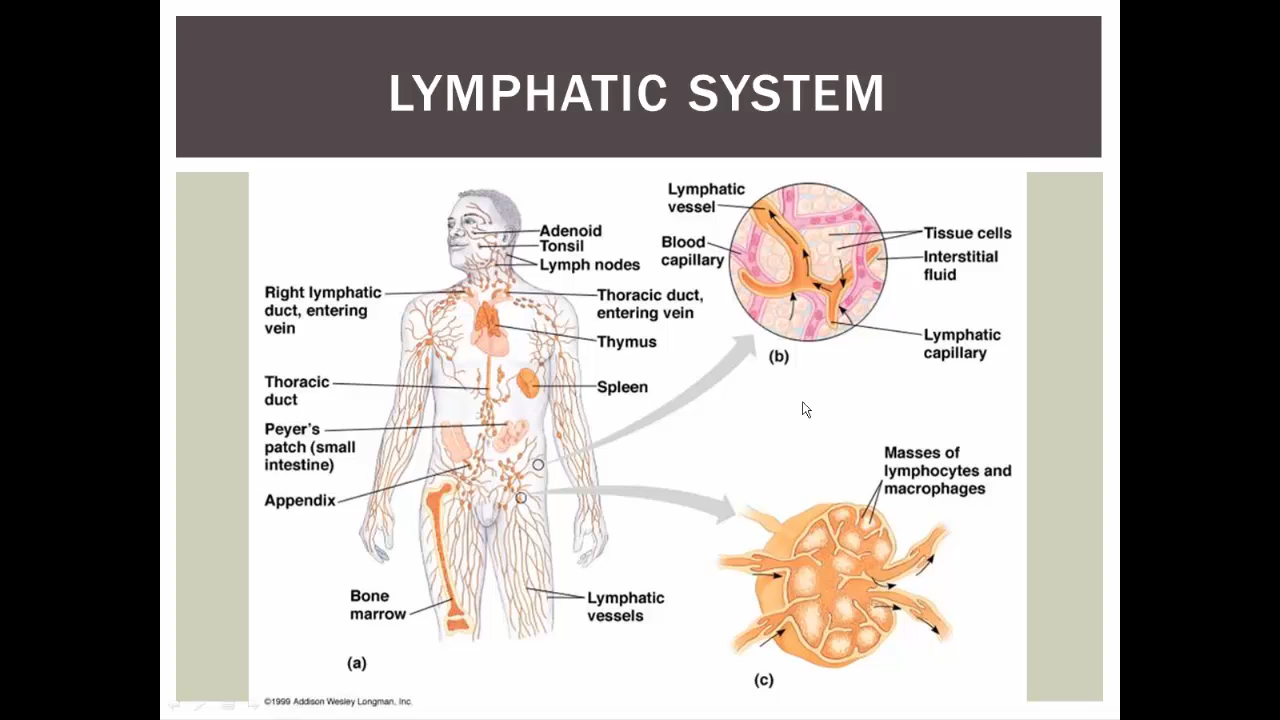 LYMPHATIC SYSTEM
Adenoid
Tonsil
Lymph nodes
Right lymphatic
duct, entering
vein
Thoracic duct,
entering vein
Thymus
Thoracic
duct
Spleen
Peyer's
patch (small
intestine)
Appendix
Bone
marrow
Lymphatic
vessels
(a)
Lymphatic
vessel
Blood
capillary
Tissue cells
Interstitial
fluid
Lymphatic
capillary
(b)
Masses of
lymphocytes and
macrophages
(c)
©1999 Addison Wesley Longman, Inc.